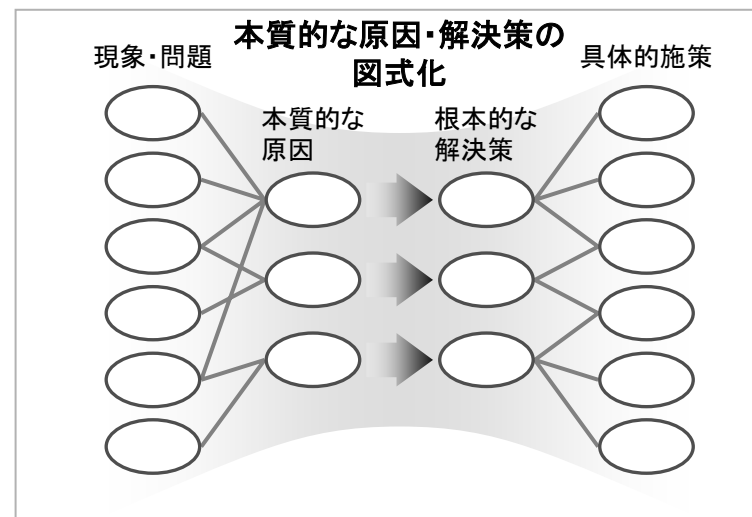 本質的な原因・解決策の
図式化
現象・問題
本質的な
原因
根本的な
解決策
具体的施策